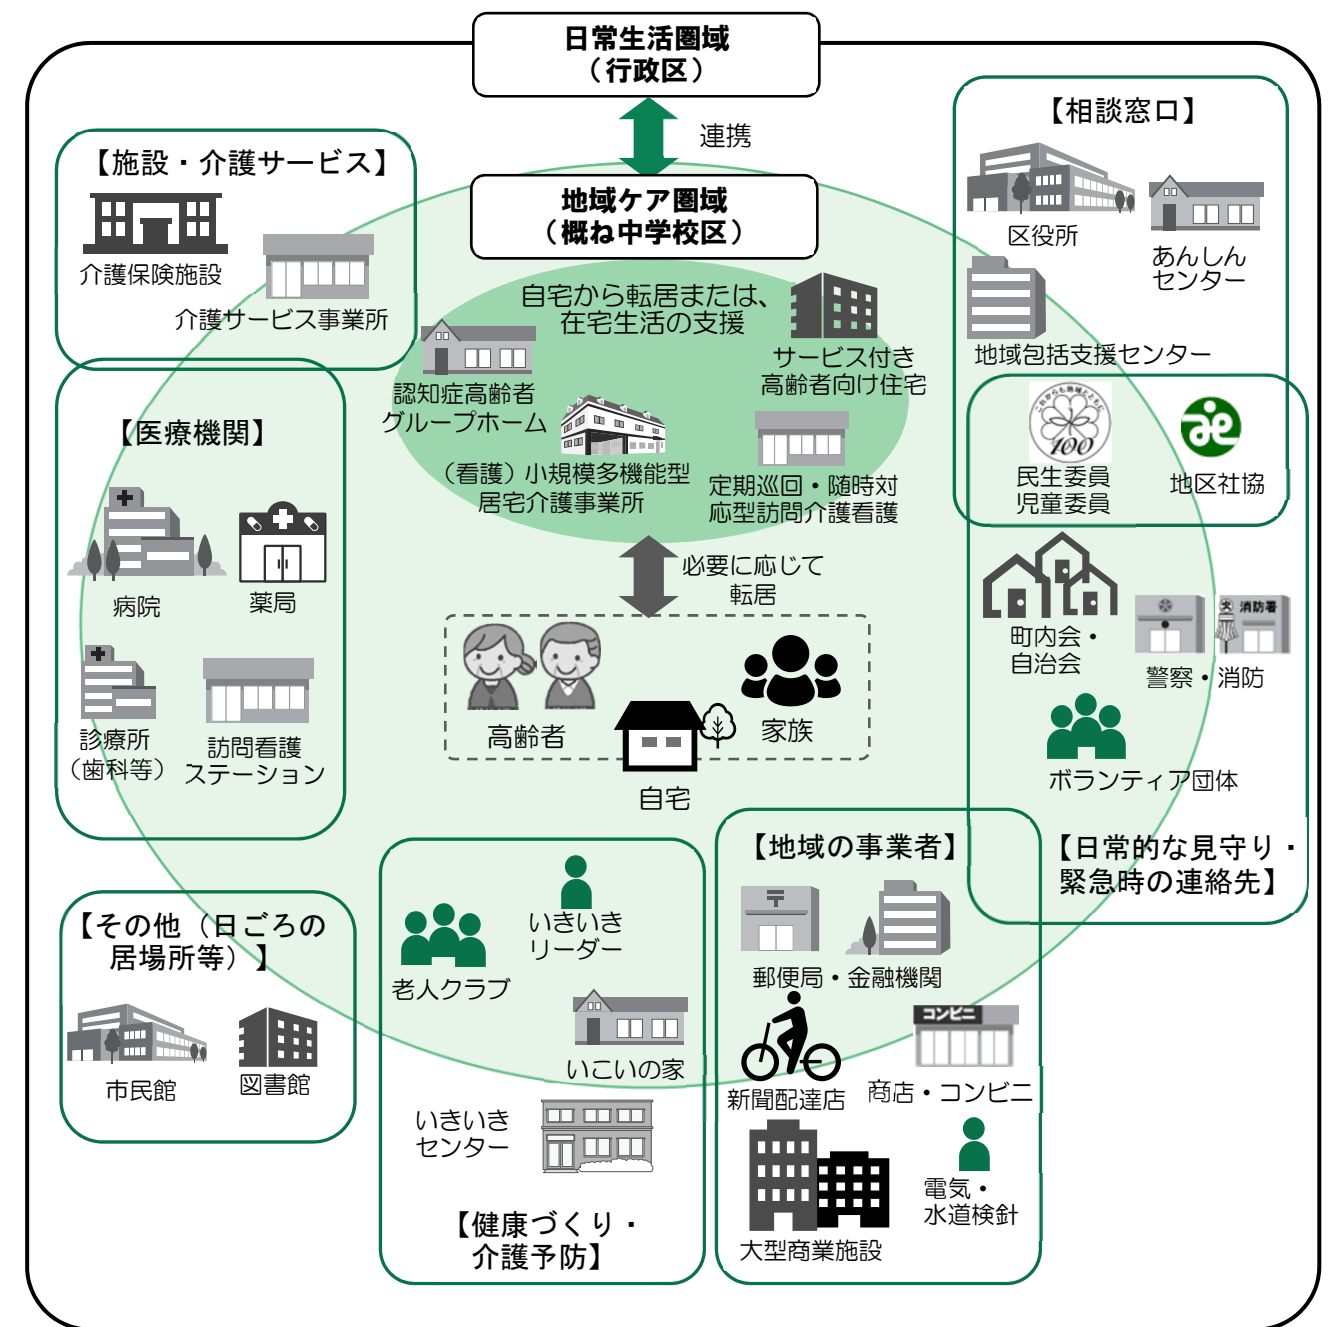 日常生活圏域
（行政区）
連携
地域ケア圏域
（概ね中学校区）
【施設・介護サービス】
介護保険施設
介護サービス事業所
【相談窓口】
区役所
あんしん
センター
地域包括支援センター
自宅から転居または、
在宅生活の支援
認知症高齢者
グループホーム
サービス付き
高齢者向け住宅
（看護）小規模多機能型
居宅介護事業所
定期巡回・随時対
応型訪問介護看護
【医療機関】
病院
薬局
診療所
（歯科等）
訪問看護
ステーション
これからも地域とともに
100
民生委員
児童委員
地区社協
必要に応じて
転居
高齢者
家族
自宅
町内会・
自治会
消防署
警察・消防
ボランティア団体
【日常的な見守り・
緊急時の連絡先】
【その他（日ごろの
居場所等）】
市民館
図書館
いきいき
リーダー
老人クラブ
いこいの家
いきいき
センター
【健康づくり・
介護予防】
【地域の事業者】
〒
郵便局・金融機関
新聞配達店
コンビニ
商店・コンビニ
大型商業施設
電気・
水道検針